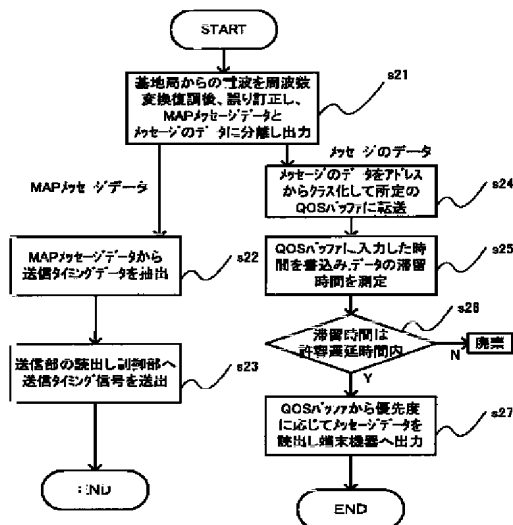 START
基地局からの電波を周波数
変換復調後、誤り訂正し、
MAPメッセージデータと
メッセージのデータに分離し出力
s21
MAPメッセージデータ
メッセージのデータ
メッセージのデータをアドレス
からクラス化して所定の
QOSバッファに転送
s24
MAPメッセージデータから
送信タイミングデータを抽出
s22
QOSバッファに入力した時
間を書込み、データの滞留
時間を測定
s25
送信部の読出し制御部へ
送信タイミング信号を送出
s23
滞留時間は
許容遅延時間内
s26
N
廃棄
Y
QOSバッファから優先度
に応じてメッセージデータを
読出し端末機器へ出力
s27
END
END